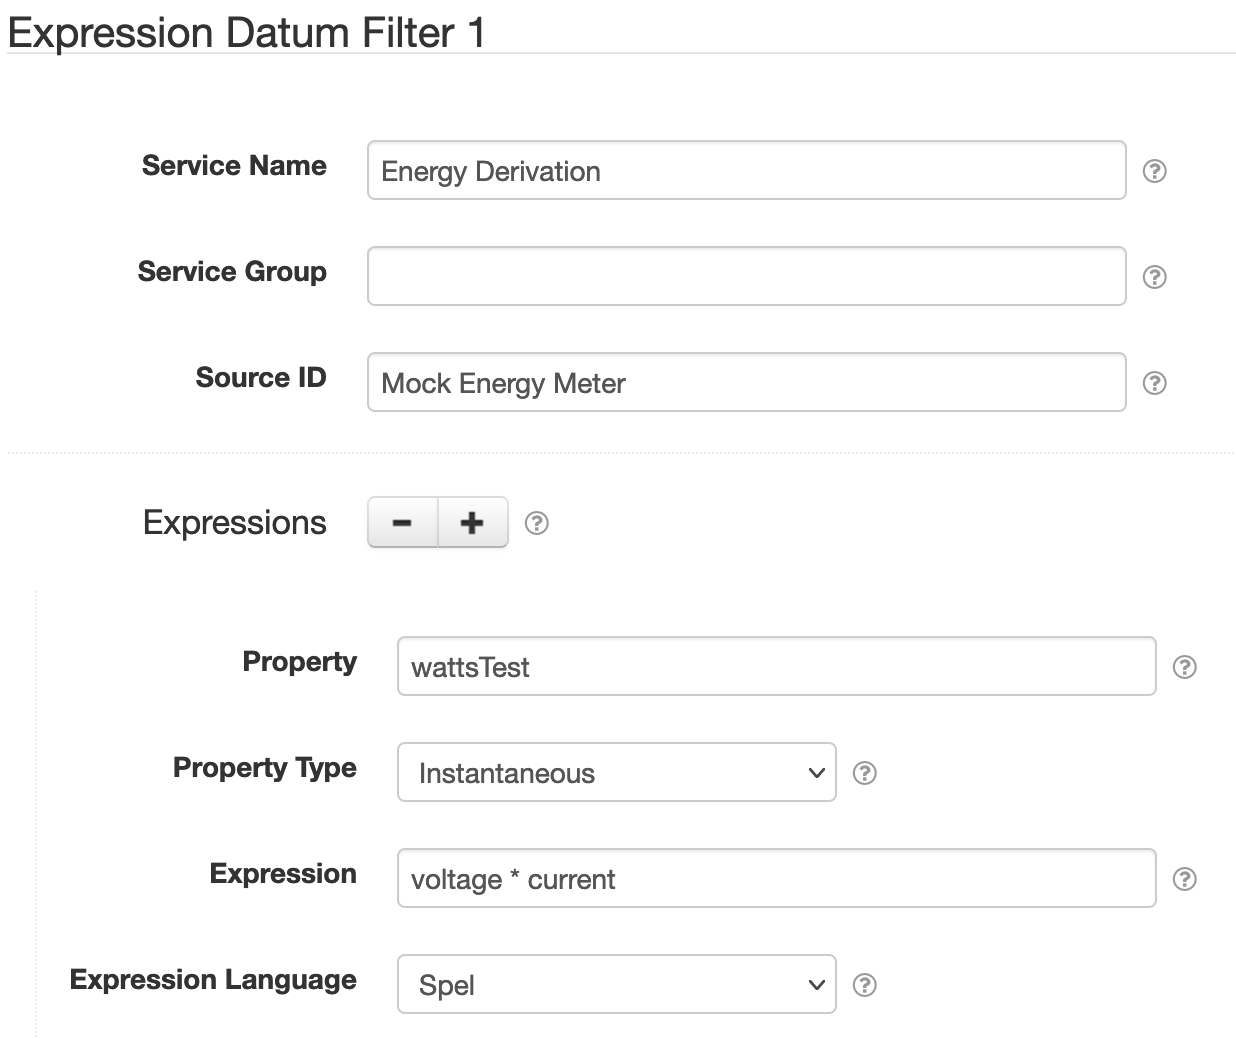 Expression Datum Filter 1
Service Name Energy Derivation ?
Service Group ?
Source ID Mock Energy Meter ?
Expressions - + ?
Property wattsTest ?
Property Type Instantaneous ?
Expression voltage * current ?
Expression Language Spel ?